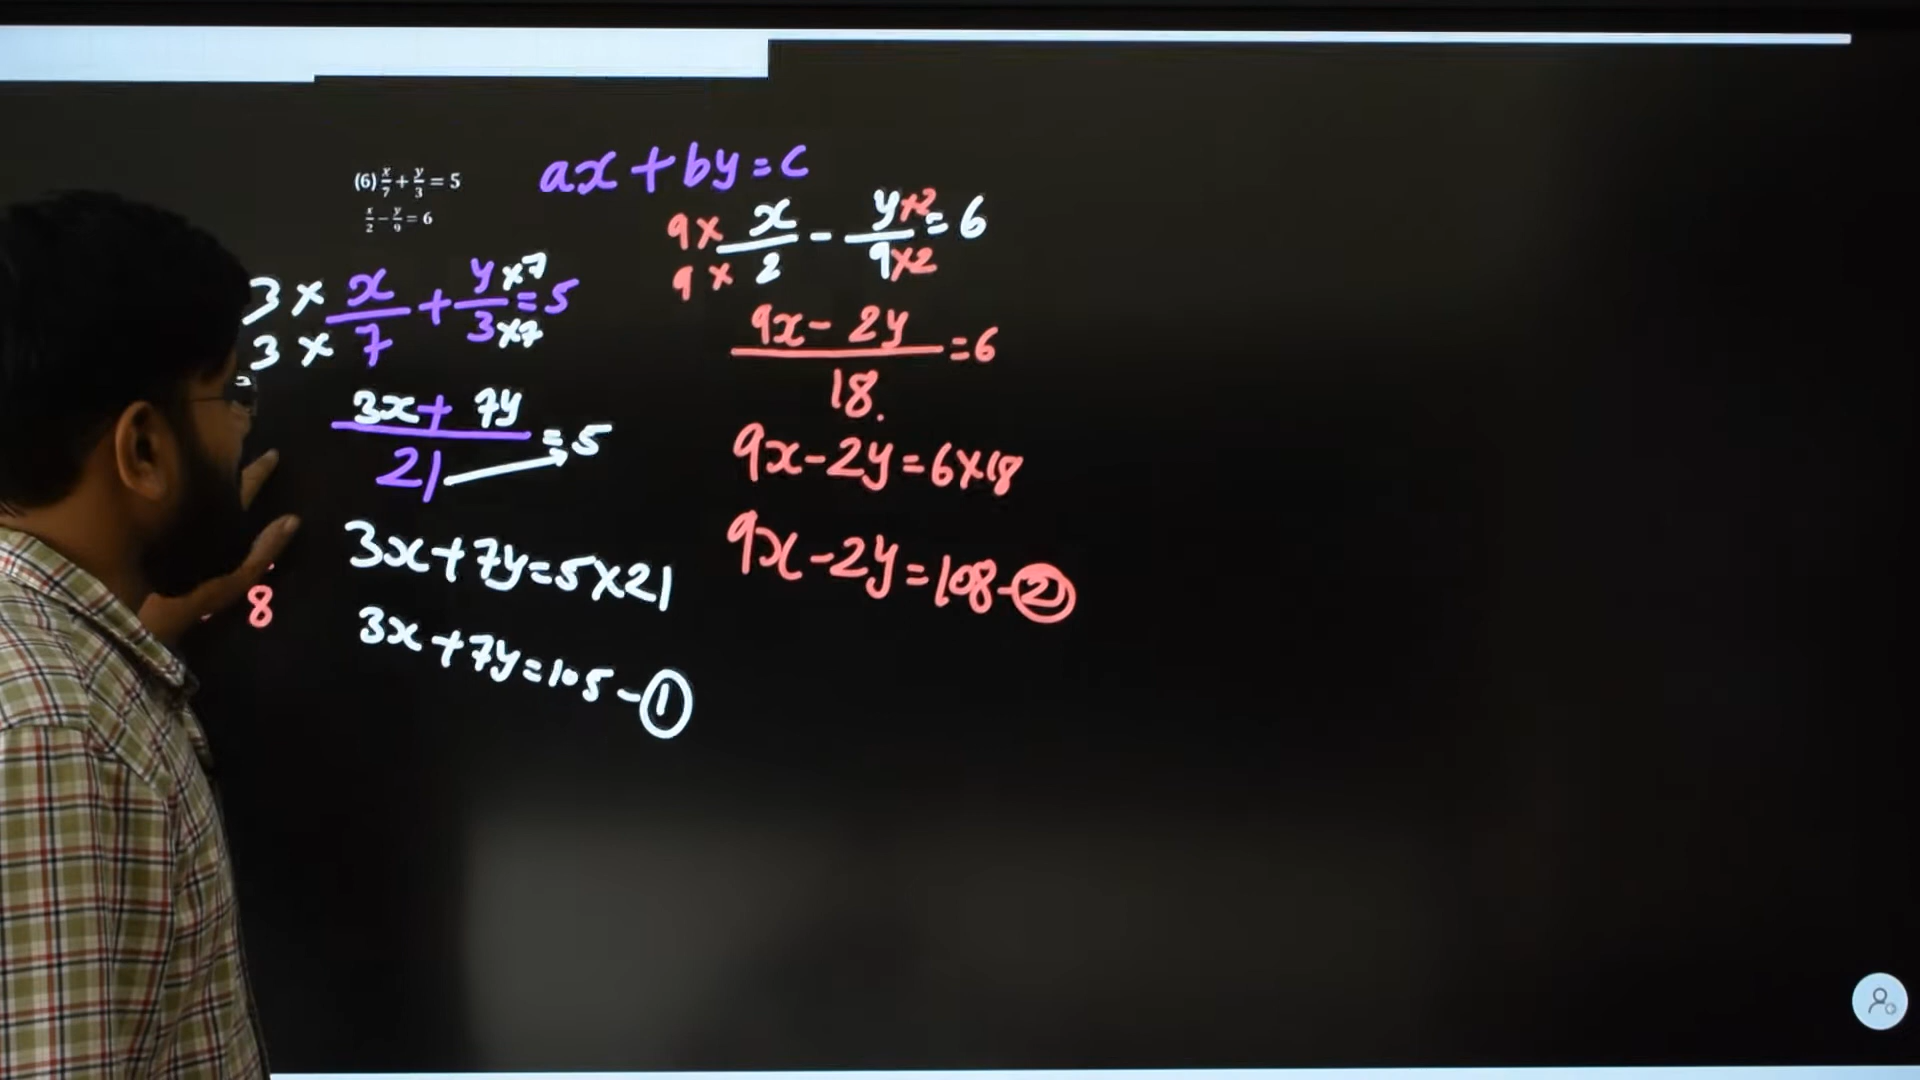 (6) x/7 + y/3 = 5
x/2 - y/9 = 6
ax + by = c
3 × x/3 × 7 + y × 7/3 × 7 = 5
3x + 7y/21 = 5
3x + 7y = 5 × 21
3x + 7y = 105 - ①
9 × x/9 × 2 - y × 2/9 × 2 = 6
9x - 2y/18. = 6
9x - 2y = 6 × 18
9x - 2y = 108 - ②
8